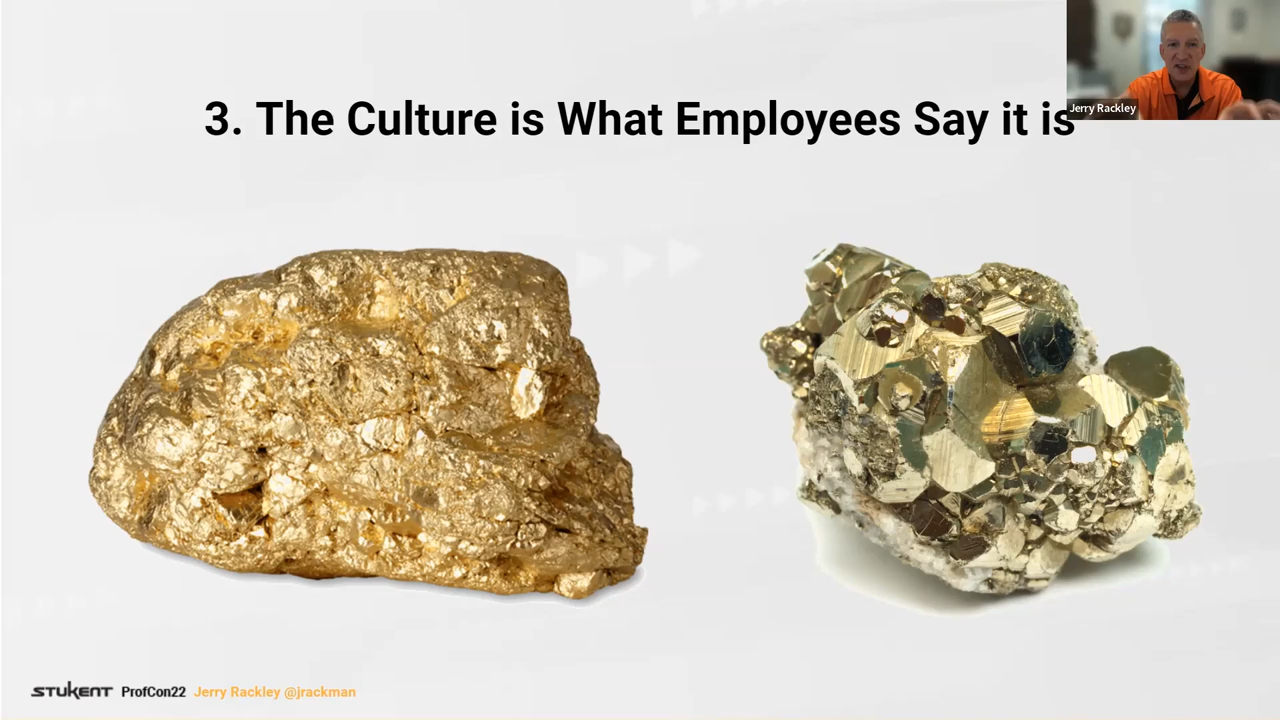 3. The Culture is What Employees Say it is
Jerry Rackley
STUKENT ProfCon22 Jerry Rackley @jrackman